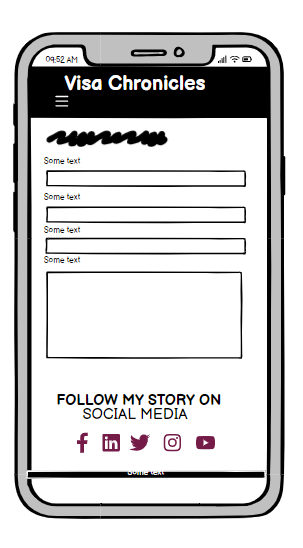 09:52 AM
Visa Chronicles
Some text
Some text
Some text
Some text
FOLLOW MY STORY ON
SOCIAL MEDIA
Some text